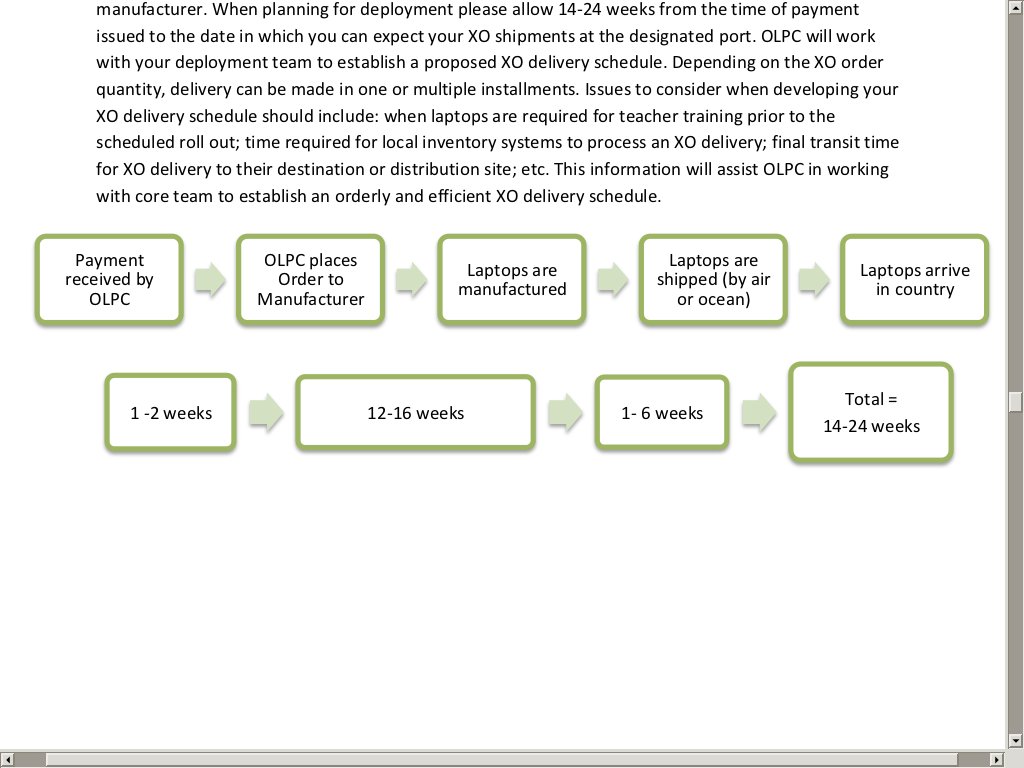 manufacturer. When planning for deployment please allow 14-24 weeks from the time of payment
issued to the date in which you can expect your XO shipments at the designated port. OLPC will work
with your deployment team to establish a proposed XO delivery schedule. Depending on the XO order
quantity, delivery can be made in one or multiple installments. Issues to consider when developing your
XO delivery schedule should include: when laptops are required for teacher training prior to the
scheduled roll out; time required for local inventory systems to process an XO delivery; final transit time
for XO delivery to their destination or distribution site; etc. This information will assist OLPC in working
with core team to establish an orderly and efficient XO delivery schedule.
Payment
received by
OLPC
OLPC places
Order to
Manufacturer
Laptops are
manufactured
Laptops are
shipped (by air
or ocean)
Laptops arrive
in country
1 -2 weeks
12-16 weeks
1- 6 weeks
Total =
14-24 weeks